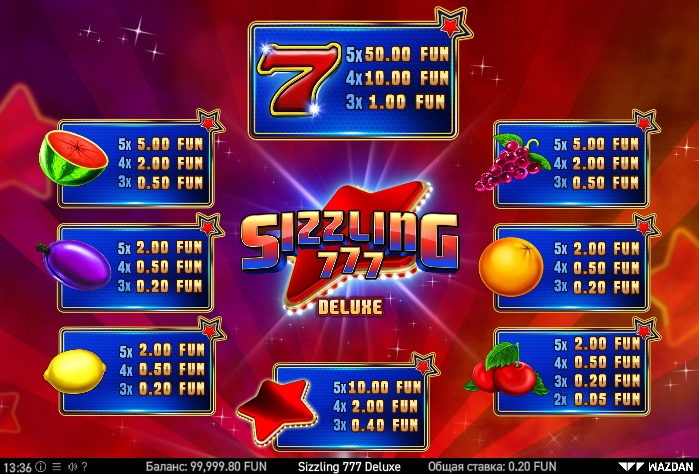 5x 50.00 FUN
4x 10.00 FUN
3x 1.00 FUN
5x 5.00 FUN
4x 2.00 FUN
3x 0.50 FUN
5x 5.00 FUN
4x 2.00 FUN
3x 0.50 FUN
SIZZLING
777
DELUXE
5x 2.00 FUN
4x 0.50 FUN
3x 0.20 FUN
5x 2.00 FUN
4x 0.50 FUN
3x 0.20 FUN
5x 2.00 FUN
4x 0.50 FUN
3x 0.20 FUN
5x 10.00 FUN
4x 2.00 FUN
3x 0.40 FUN
5x 2.00 FUN
4x 0.50 FUN
3x 0.20 FUN
2x 0.05 FUN
13:36 ? Баланс: 99,999.80 FUN Sizzling 777 Deluxe Общая ставка: 0.20 FUN WAZDAN